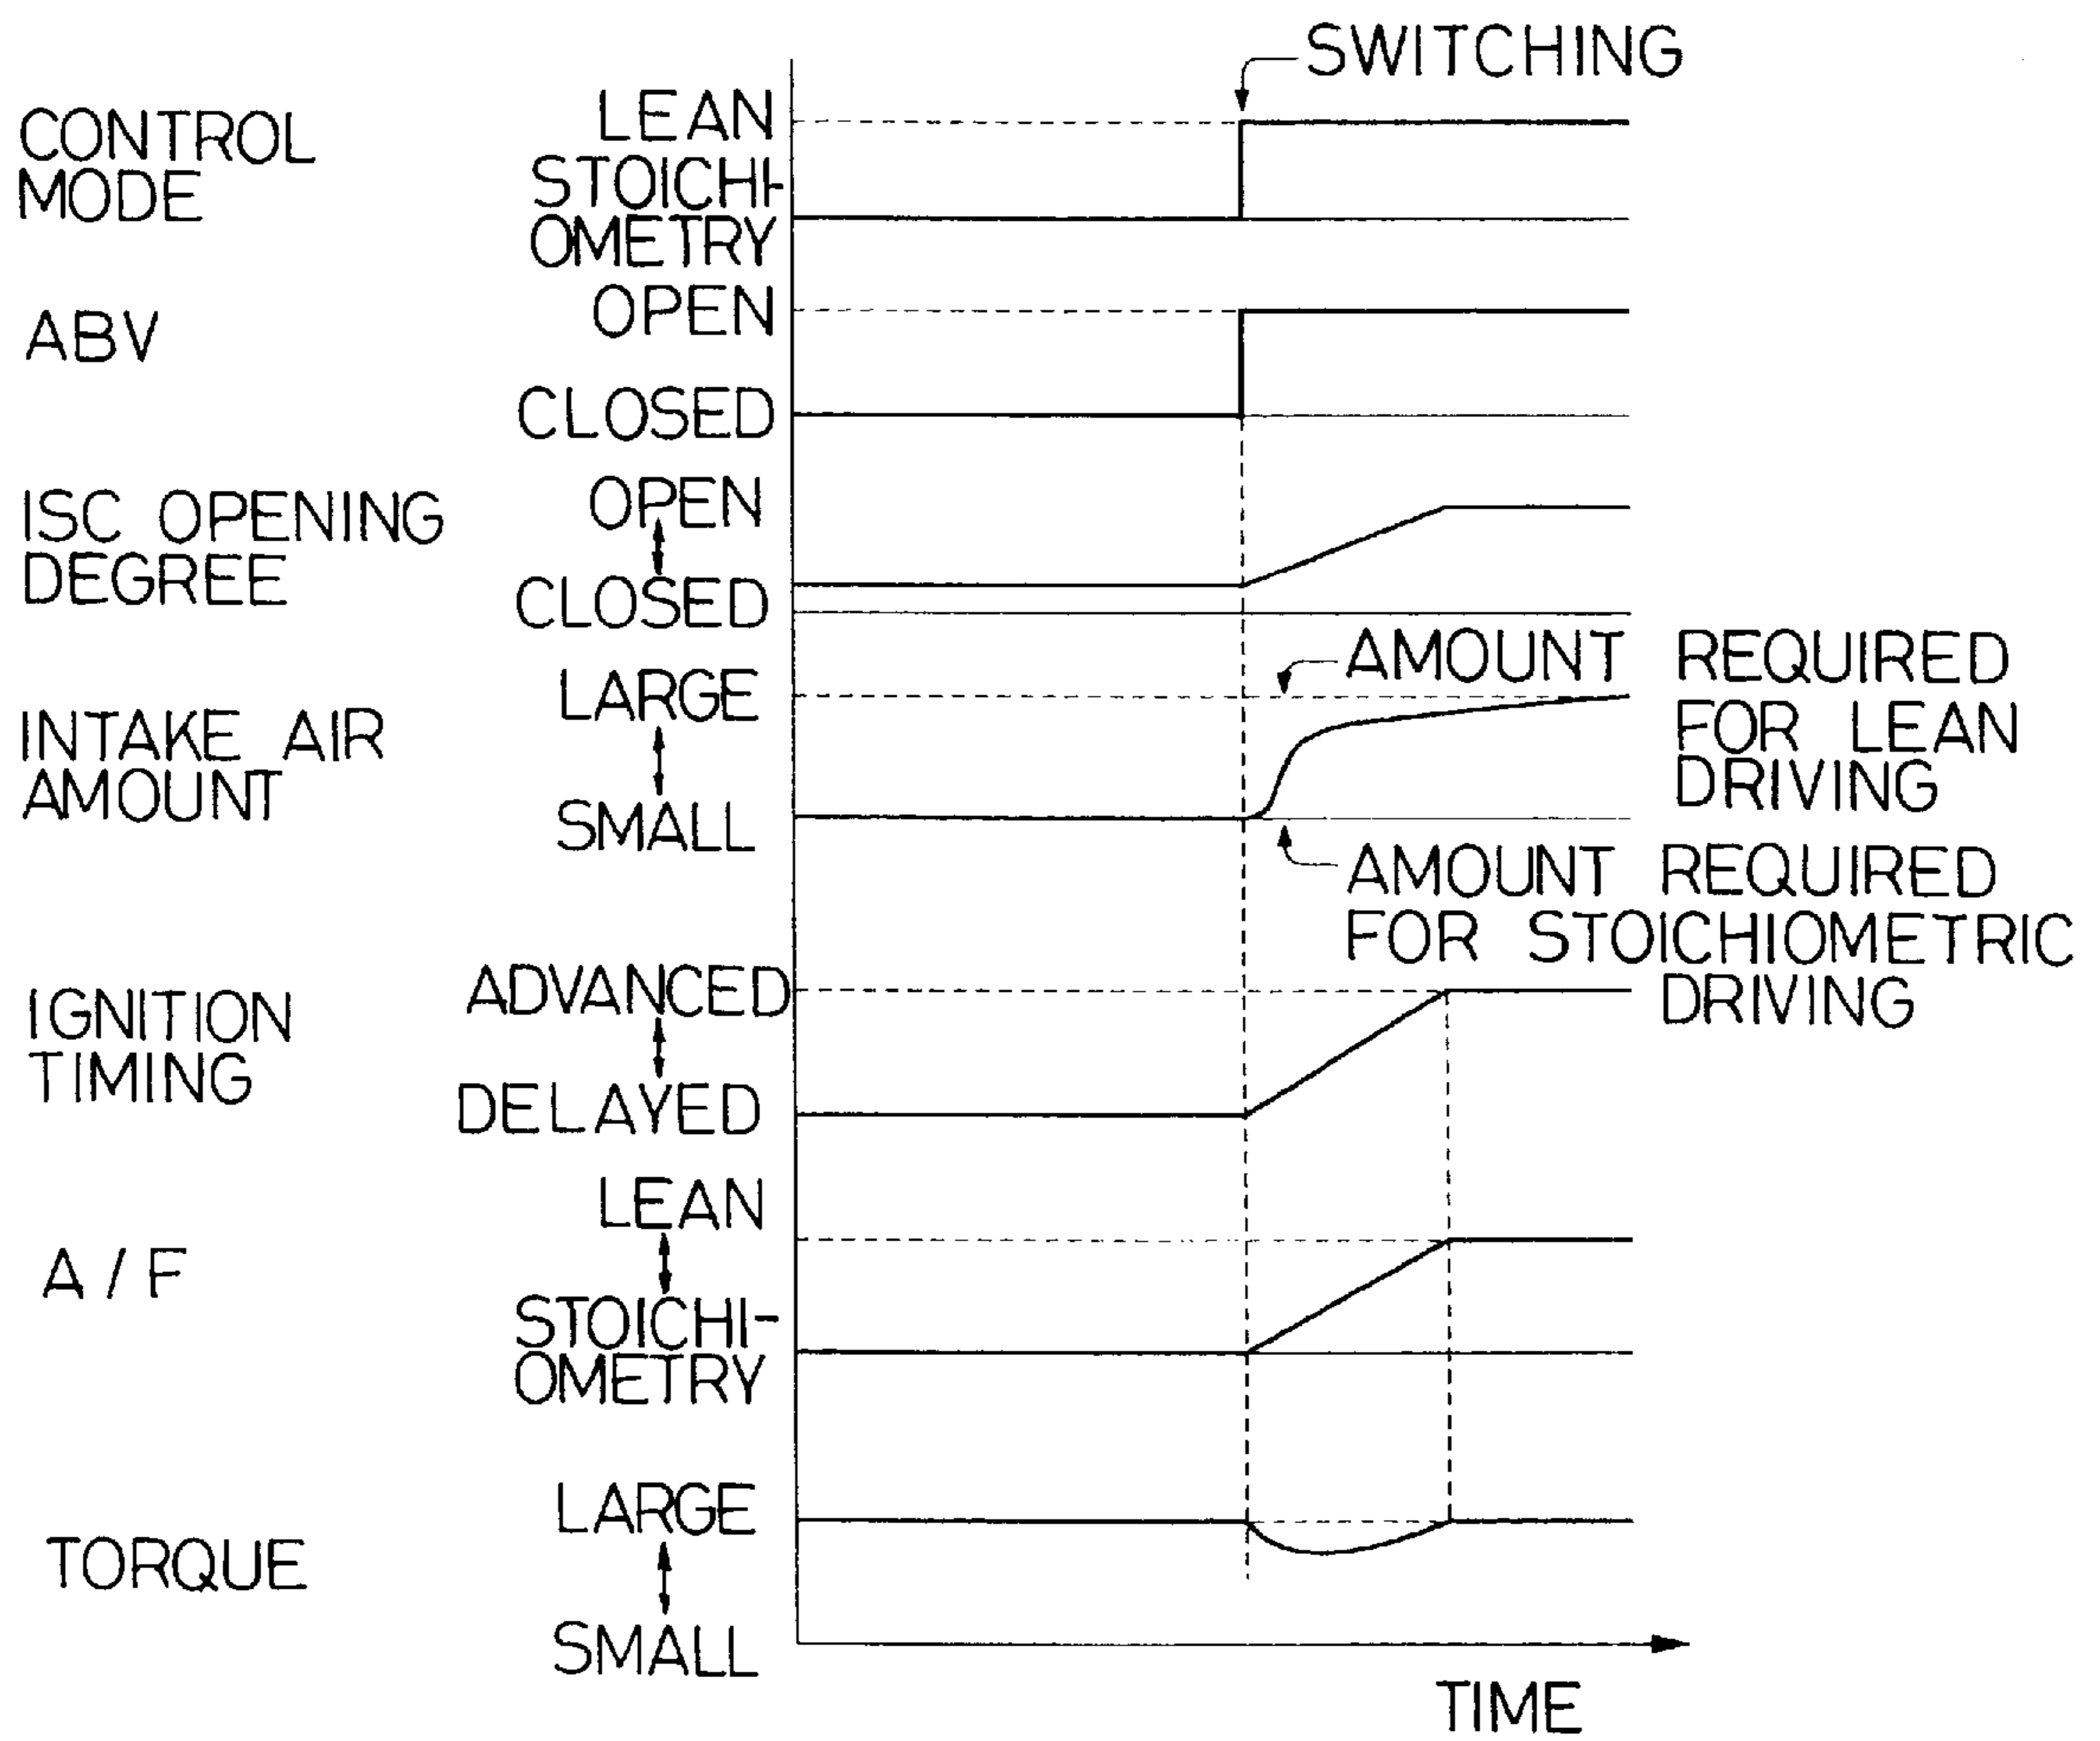 SWITCHING
CONTROL
MODE
LEAN
STOICHI-
OMETRY
ABV
OPEN
CLOSED
ISC OPENING
DEGREE
OPEN
CLOSED
INTAKE AIR
AMOUNT
LARGE
SMALL
AMOUNT REQUIRED
FOR LEAN
DRIVING
AMOUNT REQUIRED
FOR STOICHIOMETRIC
DRIVING
IGNITION
TIMING
ADVANCED
DELAYED
A/F
LEAN
STOICHI-
OMETRY
TORQUE
LARGE
SMALL
TIME